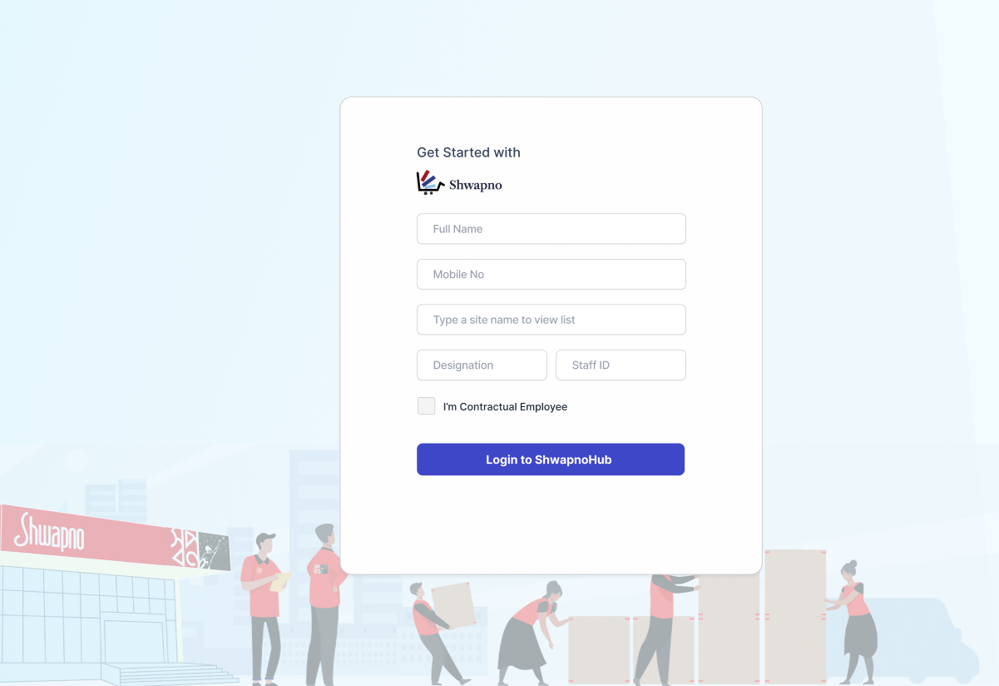 Get Started with
Shwapno
Full Name
Mobile No
Type a site name to view list
Designation Staff ID
I'm Contractual Employee
Login to ShwapnoHub
Shwapno